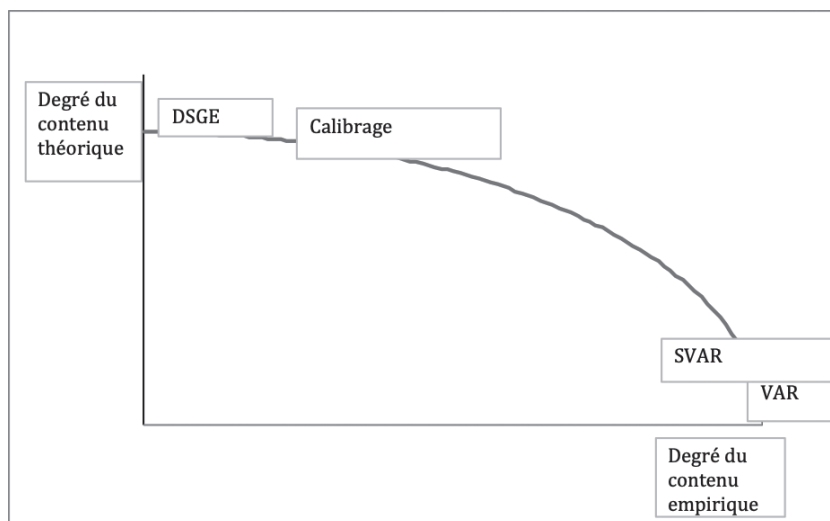 Degré du
contenu
théorique
DSGE
Calibrage
SVAR
VAR
Degré du
contenu
empirique